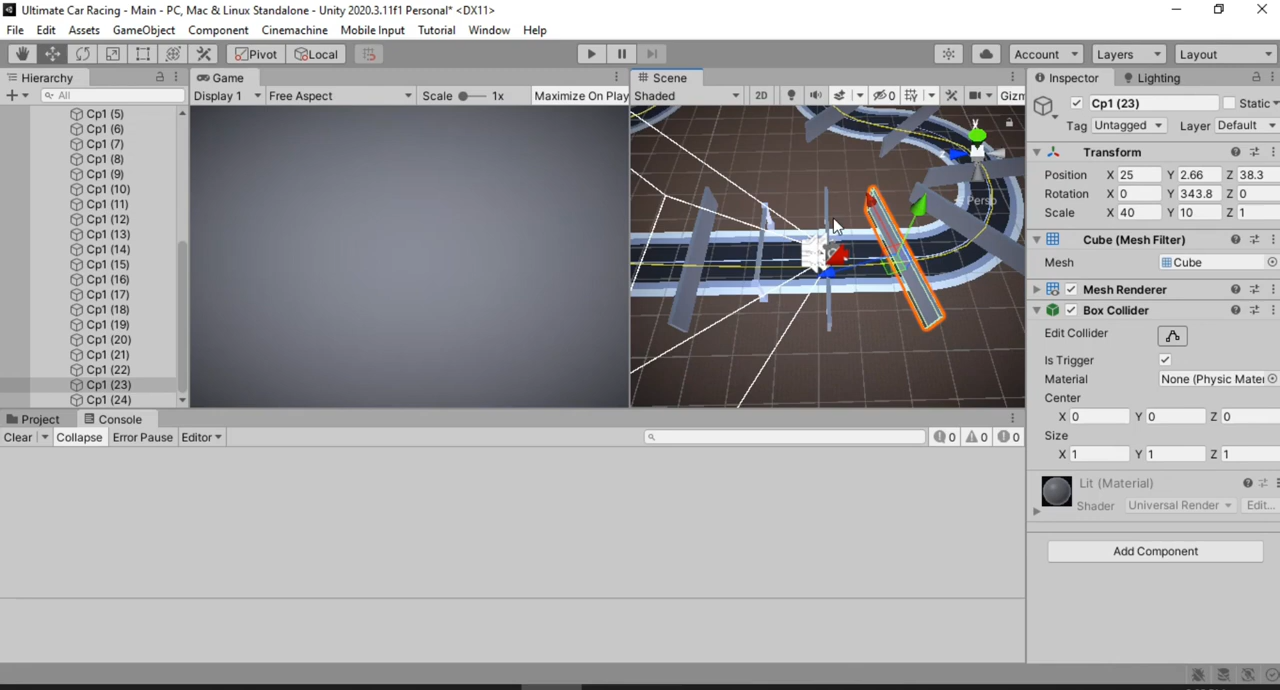 Ultimate Car Racing - Main - PC, Mac & Linux Standalone - Unity 2020.3.11f1 Personal* <DX11>
File Edit Assets GameObject Component Cinemachine Mobile Input Tutorial Window Help
Pivot Local Account Layers Layout
Hierarchy Game Scene Inspector Lighting
All Display 1 Free Aspect Scale 1x Maximize On Play Shaded 2D 0 Gizm
Cp1 (23) Static
Tag Untagged Layer Default
Cp1 (5)
Cp1 (6)
Cp1 (7)
Cp1 (8)
Cp1 (9)
Cp1 (10)
Cp1 (11)
Cp1 (12)
Cp1 (13)
Cp1 (14)
Cp1 (15)
Cp1 (16)
Cp1 (17)
Cp1 (18)
Cp1 (19)
Cp1 (20)
Cp1 (21)
Cp1 (22)
Cp1 (23)
Cp1 (24)
y
Persp
Transform
Position X 25 Y 2.66 Z 38.3
Rotation X 0 Y 343.8 Z 0
Scale X 40 Y 10 Z 1
Cube (Mesh Filter)
Mesh Cube
Mesh Renderer
Box Collider
Edit Collider
Is Trigger
Material None (Physic Mater
Center
X 0 Y 0 Z 0
Size
X 1 Y 1 Z 1
Lit (Material)
Shader Universal Render Edit...
Add Component
Project Console
Clear Collapse Error Pause Editor 0 0 0